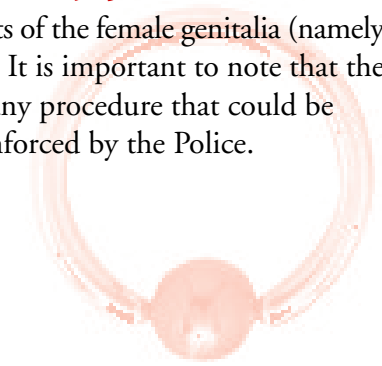 ts of the female genitalia (namely
It is important to note that the
ny procedure that could be
nforced by the Police.